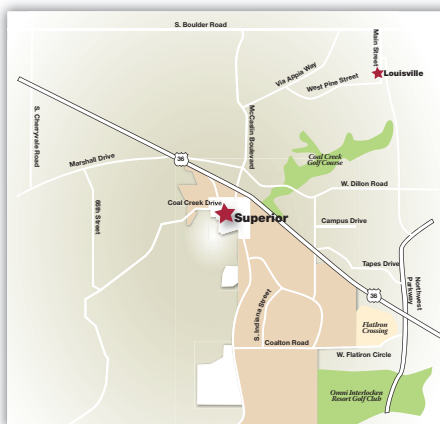 S. Boulder Road
Main Street
Via Appia Way
Louisville
West Pine Street
S. Cherryvale Road
McCaslin Boulevard
36
Marshall Drive
Coal Creek
Golf Course
W. Dillon Road
66th Street
Coal Creek Drive
Superior
Campus Drive
Tapes Drive
Northwest
Parkway
S. Indiana Street
36
FlatIron
Crossing
Coalton Road
W. Flatiron Circle
Omni Interlocken
Resort Golf Club